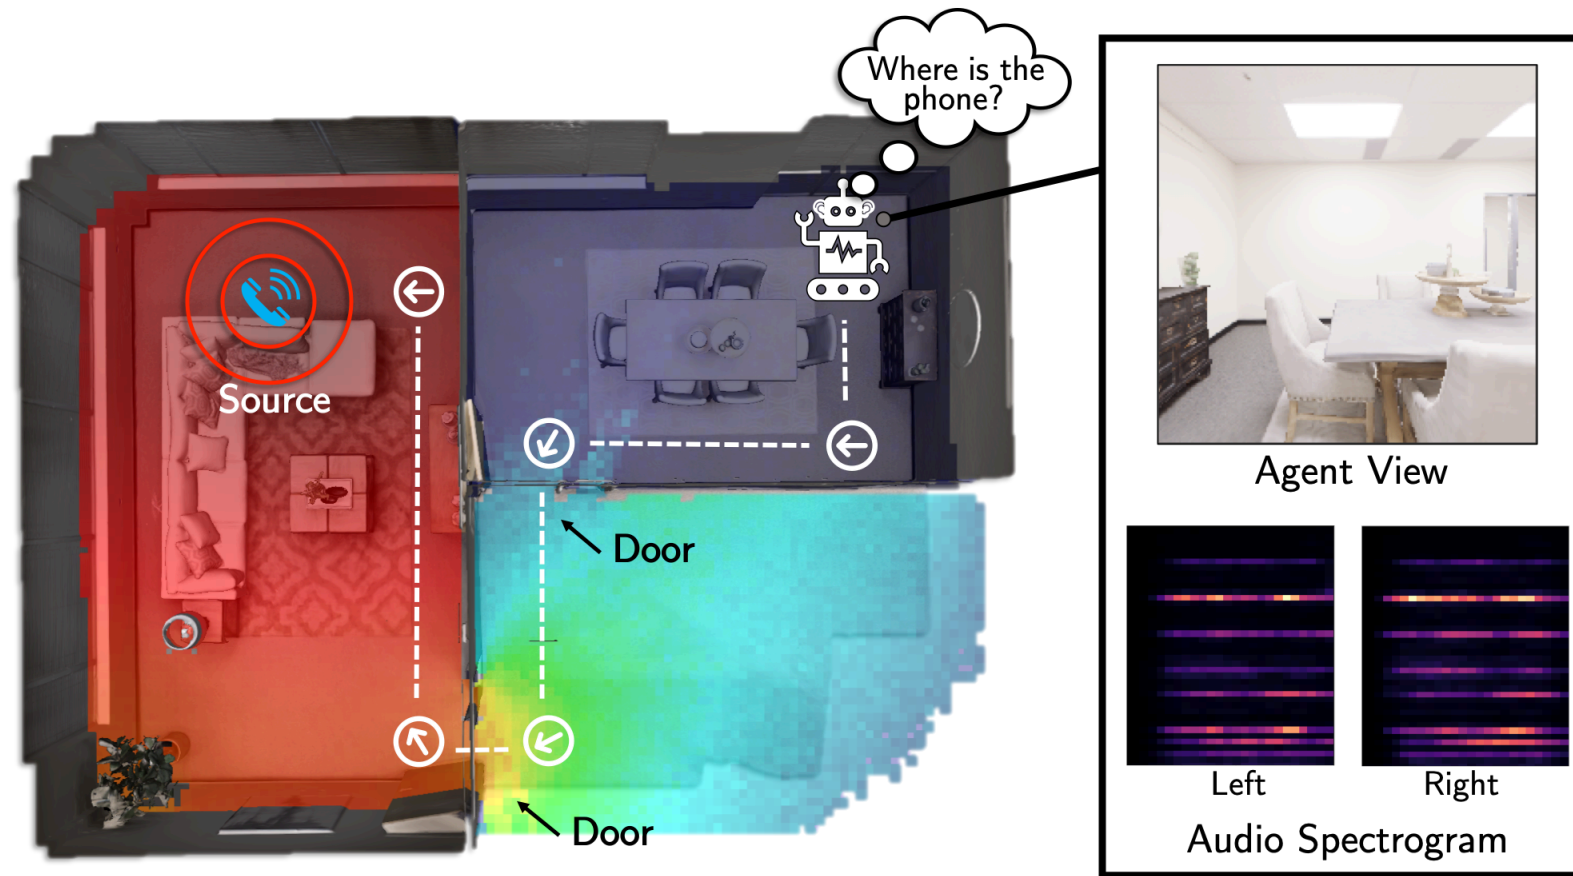 Where is the
phone?
Source
Door
Door
Agent View
Left
Right
Audio Spectrogram